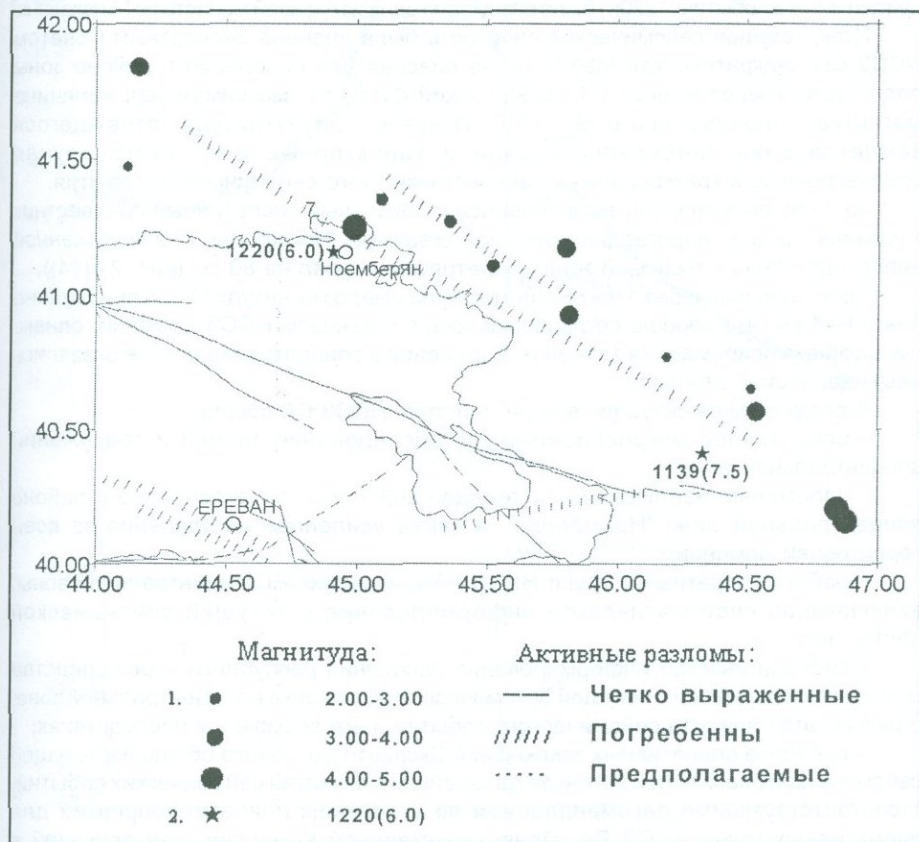 42.00
41.50
41.00
40.50
40.00
1220(6.0)
Ноемберян
1139(7.5)
ЕРЕВАН
44.00 44.50 45.00 45.50 46.00 46.50 47.00
Магнитуда: Активные разломы:
1. 2.00-3.00 Четко выраженные
3.00-4.00 Погребенны
4.00-5.00 Предполагаемые
2. ★ 1220(6.0)